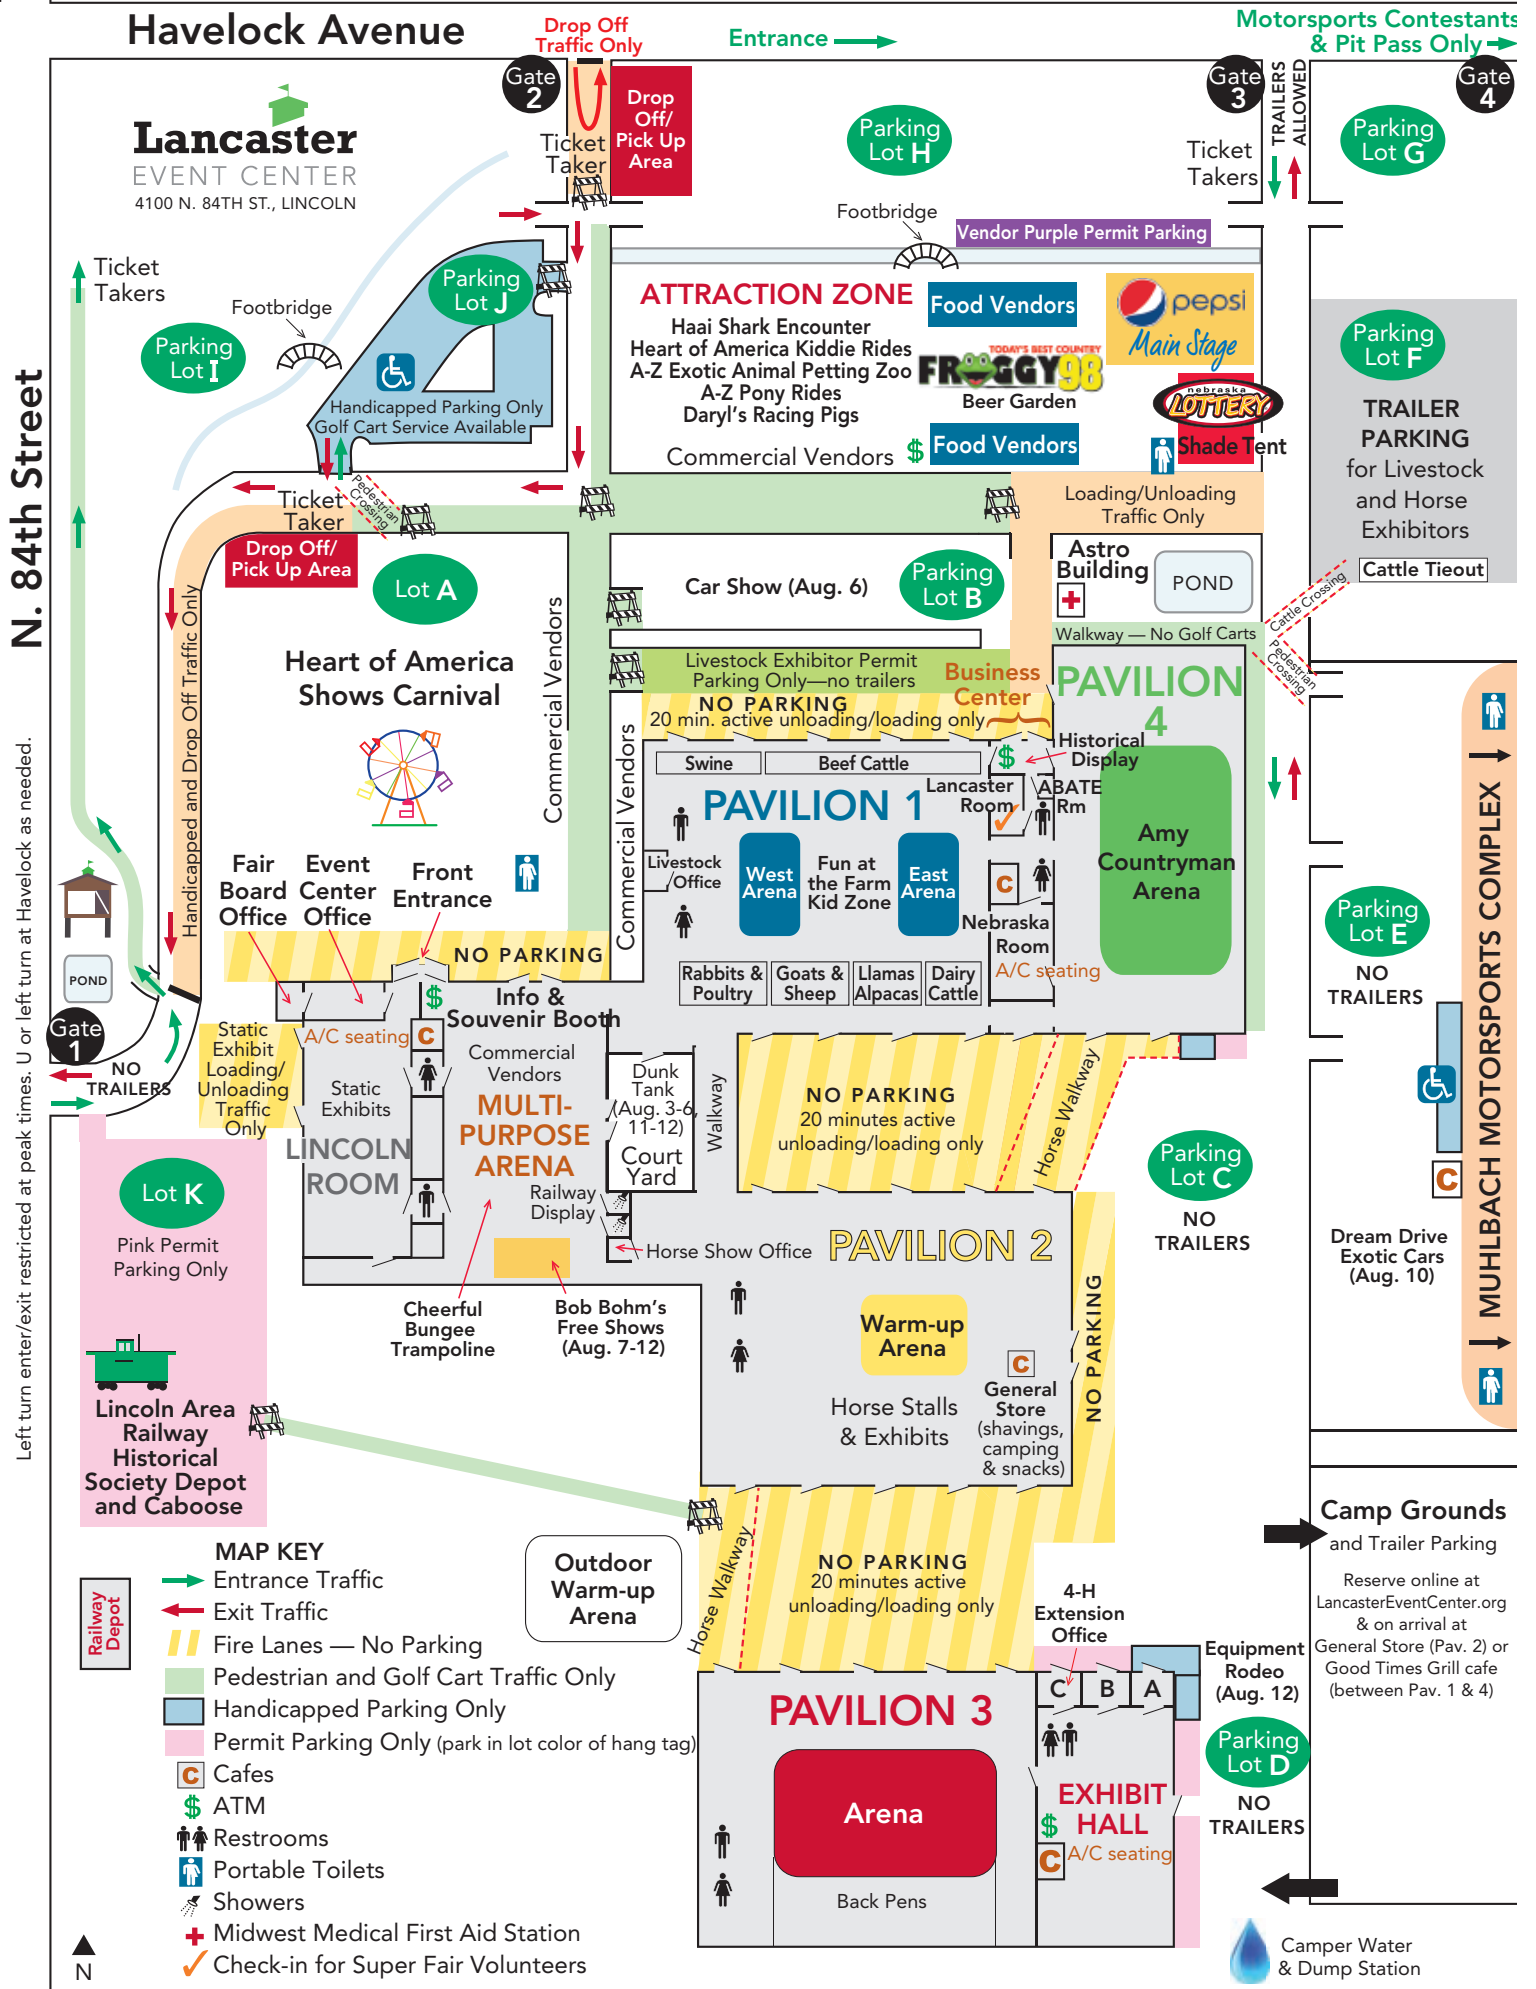 Havelock Avenue
Drop Off
Traffic Only
Entrance
Motorsports Contestants
& Pit Pass Only
Gate
2
Gate
3
Gate
4
TRAILERS
ALLOWED
Lancaster
EVENT CENTER
4100 N. 84TH ST., LINCOLN
Drop
Off/
Pick Up
Area
Ticket
Taker
Parking
Lot H
Ticket
Takers
Parking
Lot G
Footbridge
Vendor Purple Permit Parking
Ticket
Takers
Parking
Lot J
Footbridge
Parking
Lot I
Handicapped Parking Only
Golf Cart Service Available
ATTRACTION ZONE
Haai Shark Encounter
Heart of America Kiddie Rides
A-Z Exotic Animal Petting Zoo
A-Z Pony Rides
Daryl's Racing Pigs
Commercial Vendors
$
Food Vendors
pepsi
Main Stage
TODAY'S BEST COUNTRY
FROGGY98
Beer Garden
Food Vendors
nebraska
LOTTERY
Shade Tent
Parking
Lot F
TRAILER
PARKING
for Livestock
and Horse
Exhibitors
Cattle Tieout
N. 84th Street
Left turn enter/exit restricted at peak times. U or left turn at Havelock as needed.
Ticket
Taker
Pedestrian
Crossing
Drop Off/
Pick Up Area
Lot A
Handicapped and Drop Off Traffic Only
Loading/Unloading
Traffic Only
Car Show (Aug. 6)
Parking
Lot B
Astro
Building
POND
Cattle Crossing
Walkway — No Golf Carts
Pedestrian
Crossing
Heart of America
Shows Carnival
Commercial Vendors
Livestock Exhibitor Permit
Parking Only—no trailers
Business
Center
NO PARKING
20 min. active unloading/loading only
PAVILION
4
Historical
Display
$
Swine
Beef Cattle
Lancaster
Room
ABATE
Rm
PAVILION 1
Commercial Vendors
Livestock
Office
West
Arena
Fun at
the Farm
Kid Zone
East
Arena
C
Nebraska
Room
A/C seating
Amy
Countryman
Arena
Rabbits &
Poultry
Goats &
Sheep
Llamas
Alpacas
Dairy
Cattle
Parking
Lot E
NO
TRAILERS
MUHLBACH MOTORSPORTS COMPLEX
Fair
Board
Office
Event
Center
Office
Front
Entrance
NO PARKING
POND
Gate
1
NO
TRAILERS
Static
Exhibit
Loading/
Unloading
Traffic
Only
A/C seating
$
C
Info &
Souvenir Booth
Commercial
Vendors
Static
Exhibits
LINCOLN
ROOM
MULTI-
PURPOSE
ARENA
Dunk
Tank
(Aug. 3-6,
11-12)
Court
Yard
Walkway
Railway
Display
Horse Show Office
NO PARKING
20 minutes active
unloading/loading only
Horse Walkway
Parking
Lot C
NO
TRAILERS
C
Dream Drive
Exotic Cars
(Aug. 10)
Lot K
Pink Permit
Parking Only
PAVILION 2
Cheerful
Bungee
Trampoline
Bob Bohm's
Free Shows
(Aug. 7-12)
Warm-up
Arena
C
General
Store
(shavings,
camping
& snacks)
Horse Stalls
& Exhibits
NO PARKING
Lincoln Area
Railway
Historical
Society Depot
and Caboose
Camp Grounds
and Trailer Parking
Reserve online at
LancasterEventCenter.org
& on arrival at
General Store (Pav. 2) or
Good Times Grill cafe
(between Pav. 1 & 4)
Outdoor
Warm-up
Arena
Horse Walkway
NO PARKING
20 minutes active
unloading/loading only
4-H
Extension
Office
Equipment
Rodeo
(Aug. 12)
C
B
A
PAVILION 3
Arena
Back Pens
EXHIBIT
HALL
$
C
A/C seating
Parking
Lot D
NO
TRAILERS
Camper Water
& Dump Station
Railway
Depot
MAP KEY
Entrance Traffic
Exit Traffic
Fire Lanes — No Parking
Pedestrian and Golf Cart Traffic Only
Handicapped Parking Only
Permit Parking Only (park in lot color of hang tag)
C Cafes
$ ATM
Restrooms
Portable Toilets
Showers
Midwest Medical First Aid Station
Check-in for Super Fair Volunteers
N